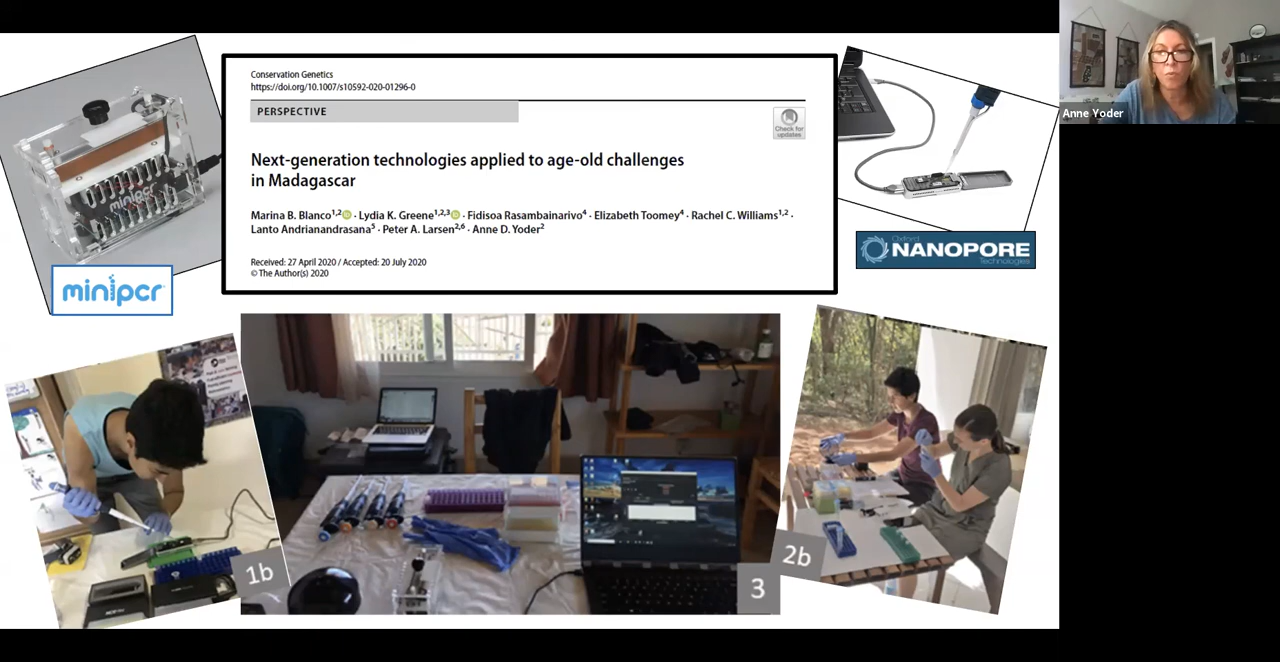 Conservation Genetics
https://doi.org/10.1007/s10592-020-01296-0
PERSPECTIVE
Check for
updates
Next-generation technologies applied to age-old challenges
in Madagascar
Marina B. Blanco1,2 · Lydia K. Greene1,2,3 · Fidisoa Rasambainarivo4 · Elizabeth Toomey4 · Rachel C. Williams1,2 ·
Lanto Andrianandrasana5 · Peter A. Larsen2,6 · Anne D. Yoder2
Received: 27 April 2020 / Accepted: 20 July 2020
© The Author(s) 2020
minipcr
minipcr
Oxford
NANOPORE
Technologies
Anne Yoder
1b
3
2b